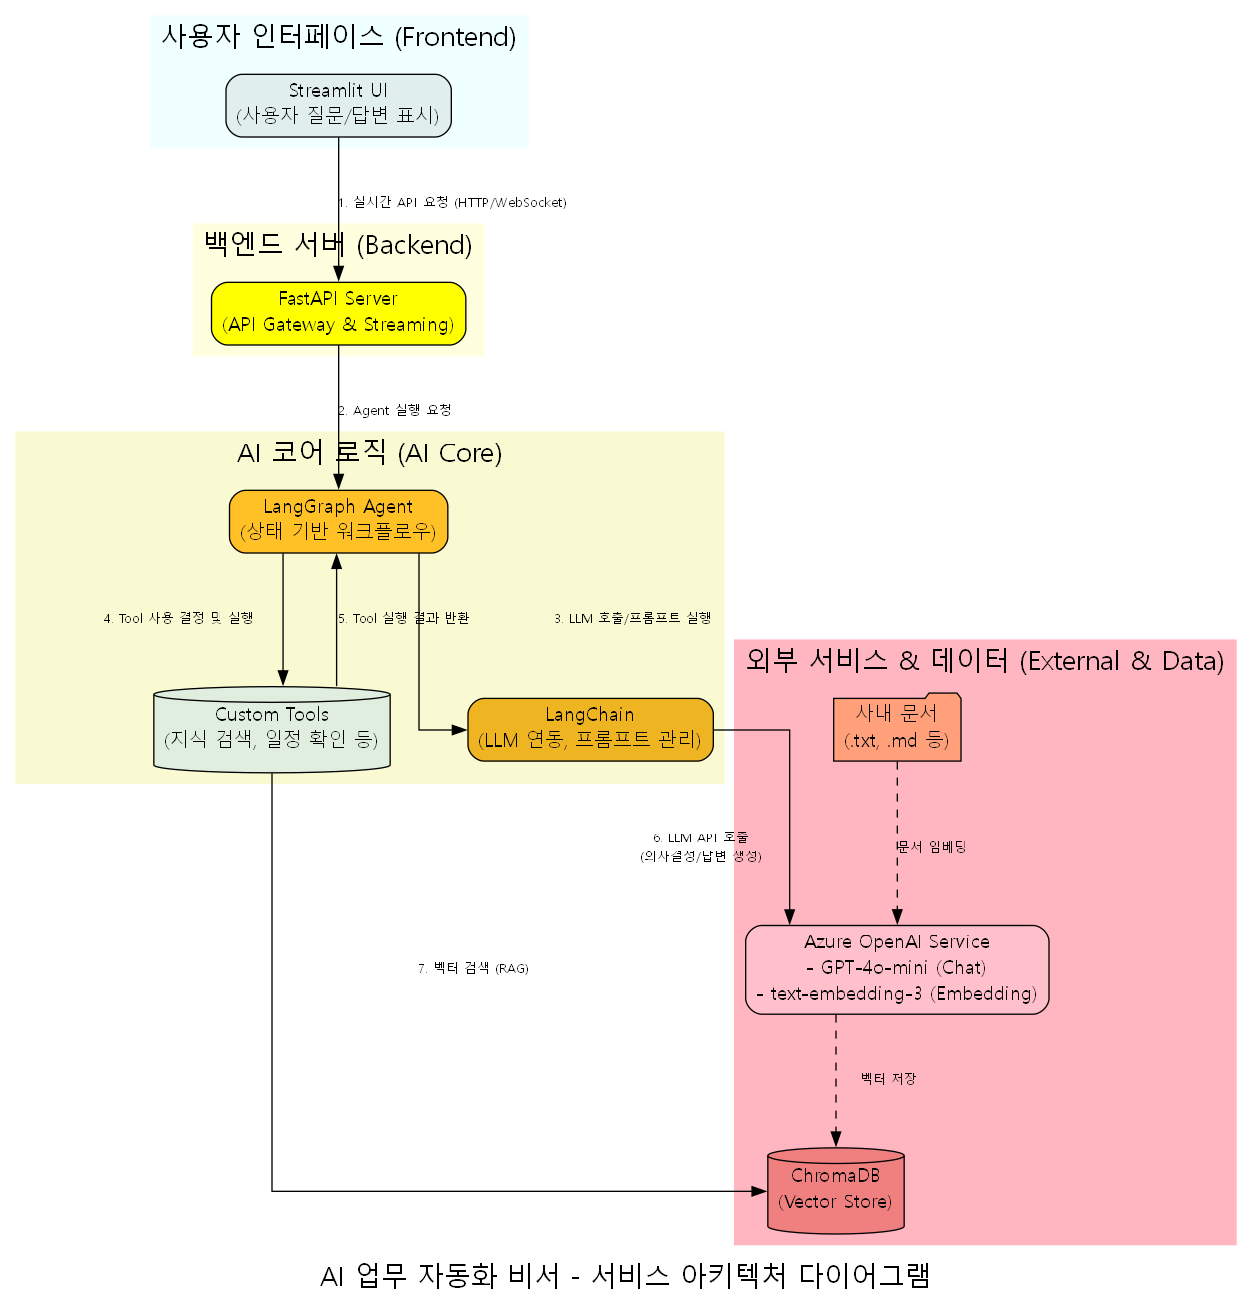 사용자 인터페이스 (Frontend)
Streamlit UI
(사용자 질문/답변 표시)
1. 실시간 API 요청 (HTTP/WebSocket)
백엔드 서버 (Backend)
FastAPI Server
(API Gateway & Streaming)
2. Agent 실행 요청
AI 코어 로직 (AI Core)
LangGraph Agent
(상태 기반 워크플로우)
4. Tool 사용 결정 및 실행
5. Tool 실행 결과 반환
3. LLM 호출/프롬프트 실행
Custom Tools
(지식 검색, 일정 확인 등)
LangChain
(LLM 연동, 프롬프트 관리)
외부 서비스 & 데이터 (External & Data)
사내 문서
(.txt, .md 등)
6. LLM API 호출
(의사결정/답변 생성)
문서 임베딩
Azure OpenAI Service
- GPT-4o-mini (Chat)
- text-embedding-3 (Embedding)
7. 벡터 검색 (RAG)
벡터 저장
ChromaDB
(Vector Store)
AI 업무 자동화 비서 - 서비스 아키텍처 다이어그램